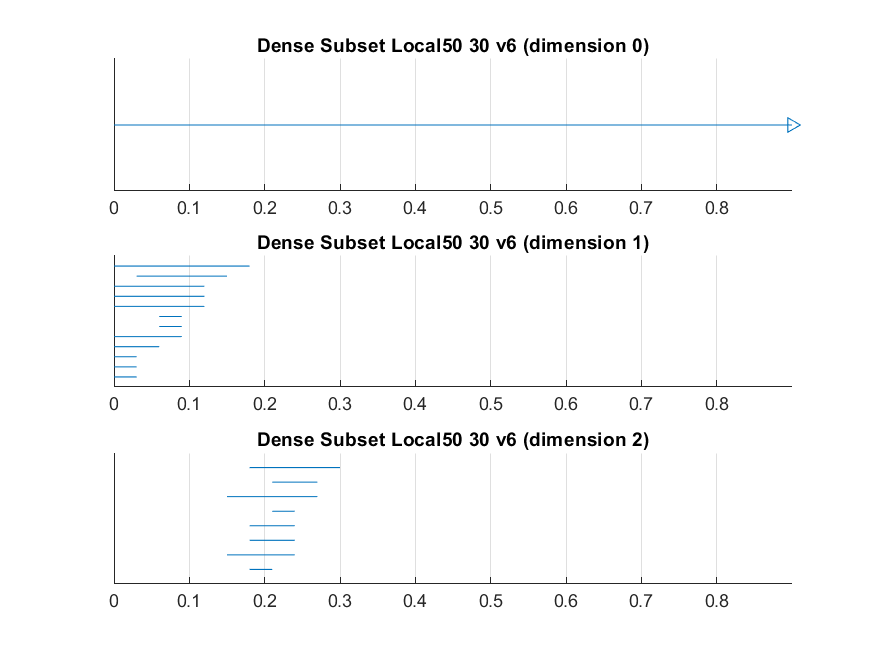 Dense Subset Local50 30 v6 (dimension 0)
0 0.1 0.2 0.3 0.4 0.5 0.6 0.7 0.8
Dense Subset Local50 30 v6 (dimension 1)
0 0.1 0.2 0.3 0.4 0.5 0.6 0.7 0.8
Dense Subset Local50 30 v6 (dimension 2)
0 0.1 0.2 0.3 0.4 0.5 0.6 0.7 0.8